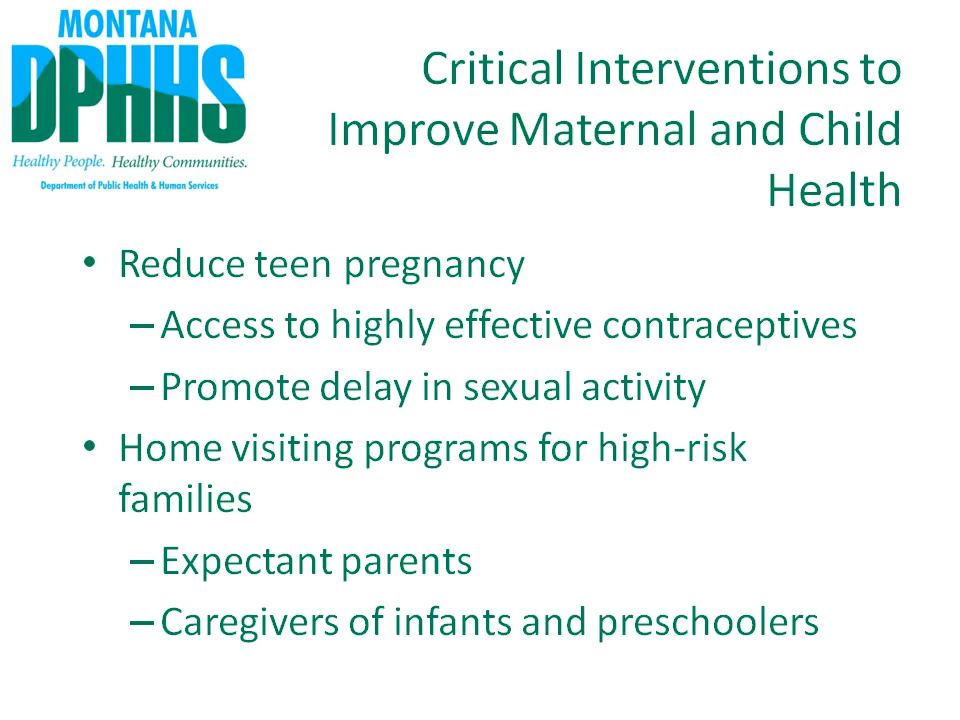 MONTANA
DPHHS
Healthy People. Healthy Communities.
Department of Public Health & Human Services
Critical Interventions to
Improve Maternal and Child
Health
• Reduce teen pregnancy
– Access to highly effective contraceptives
– Promote delay in sexual activity
• Home visiting programs for high-risk
families
– Expectant parents
– Caregivers of infants and preschoolers